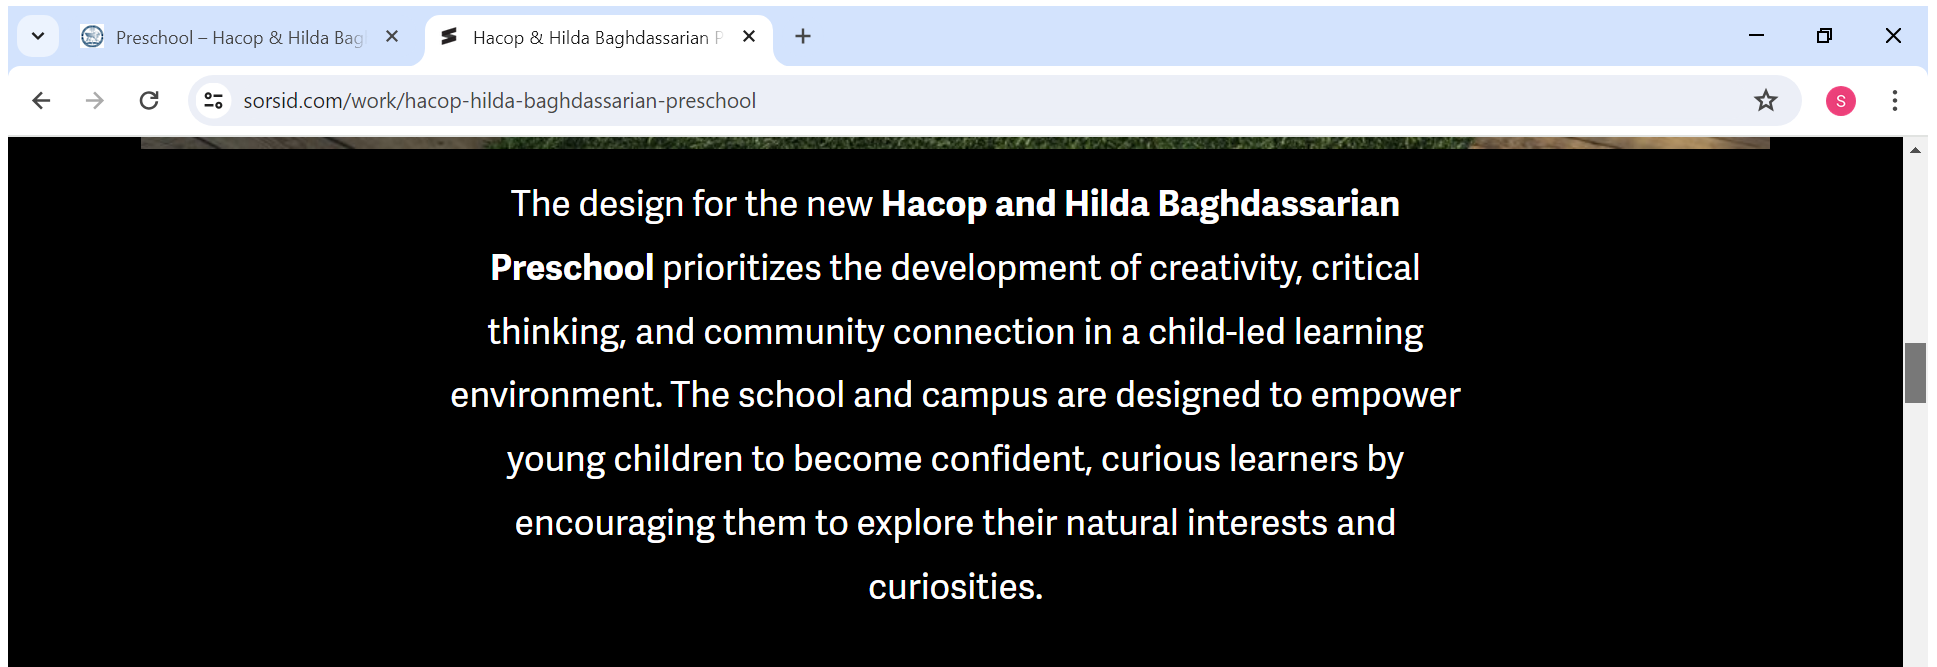 Preschool – Hacop & Hilda Bag
Hacop & Hilda Baghdassarian P
sorsid.com/work/hacop-hilda-baghdassarian-preschool
S
The design for the new Hacop and Hilda Baghdassarian
Preschool prioritizes the development of creativity, critical
thinking, and community connection in a child-led learning
environment. The school and campus are designed to empower
young children to become confident, curious learners by
encouraging them to explore their natural interests and
curiosities.